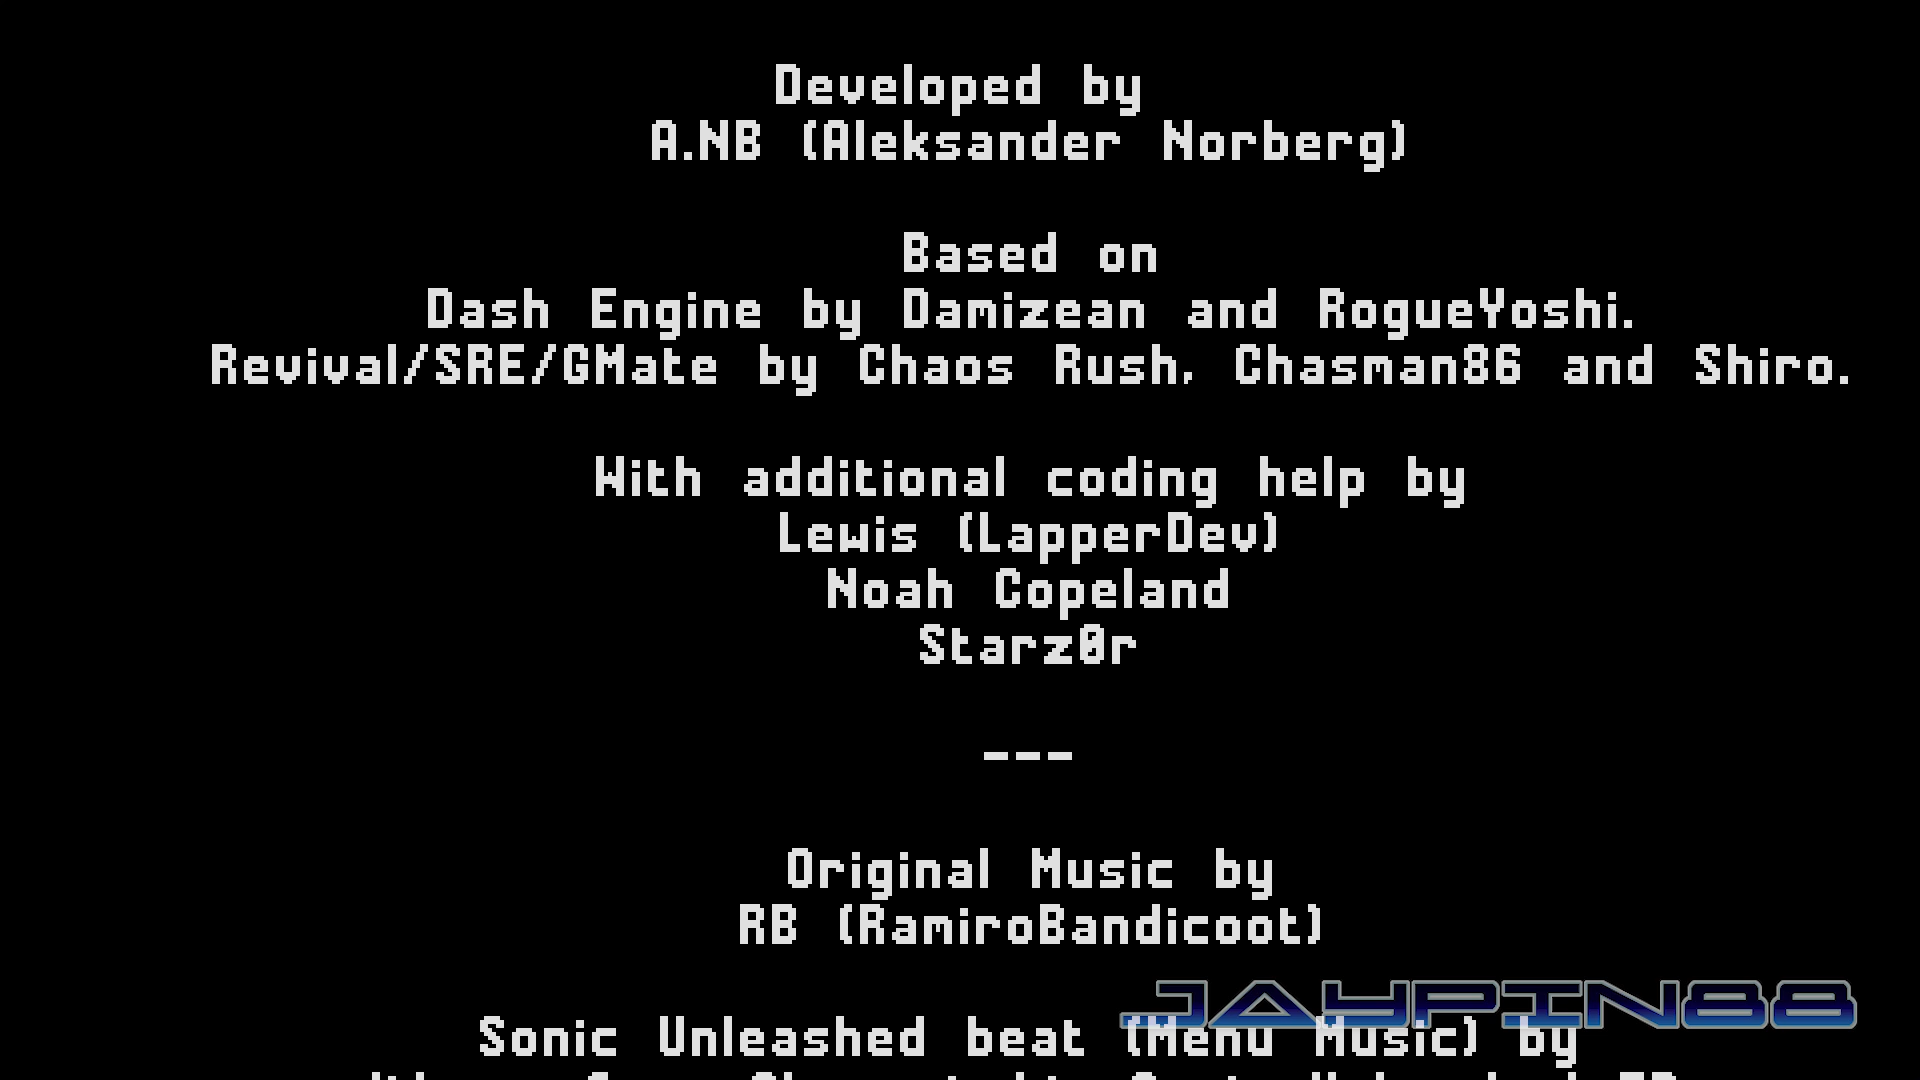 Developed by
A.NB (Aleksander Norberg)
Based on
Dash Engine by Damizean and RogueYoshi.
Revival/SRE/GMate by Chaos Rush, Chasman86 and Shiro.
With additional coding help by
Lewis (LapperDev)
Noah Copeland
Starz0r
---
Original Music by
RB (RamiroBandicoot)
JAYPIN88
Sonic Unleashed beat (Menu Music) by